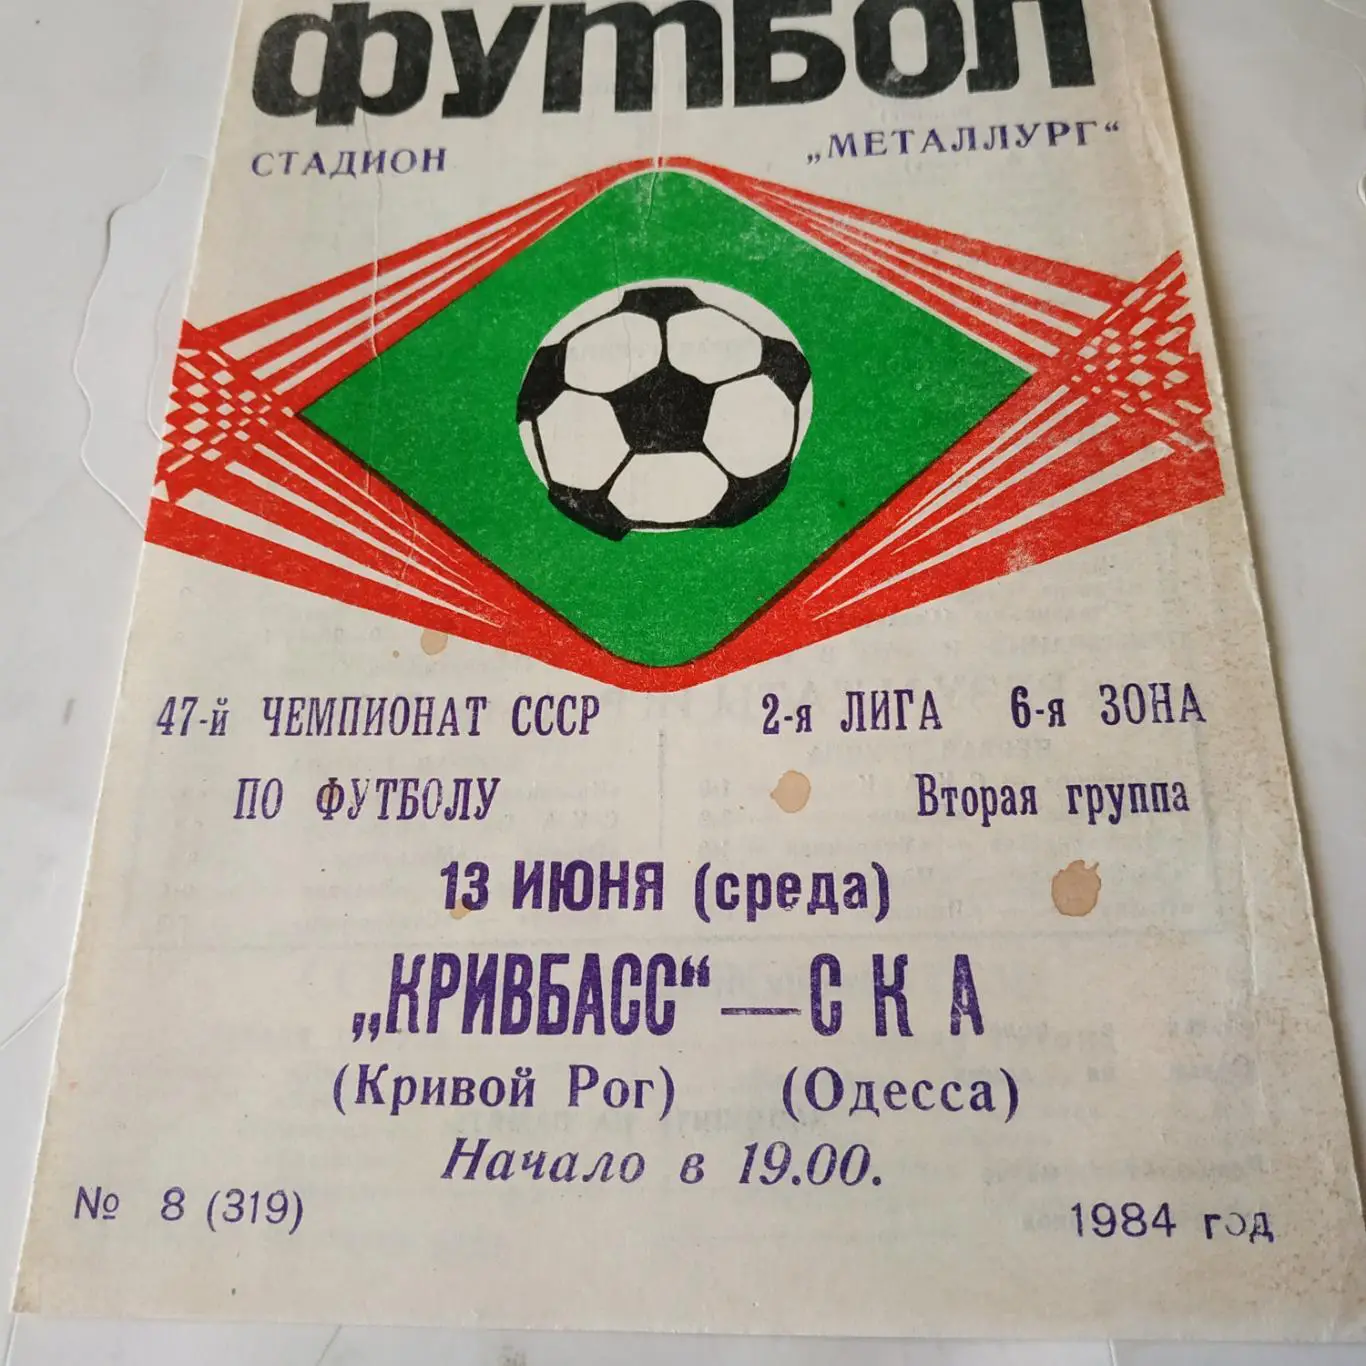 ФУТБОЛ
СТАДИОН „МЕТАЛЛУРГ“
47-й ЧЕМПИОНАТ СССР 2-я ЛИГА 6-я ЗОНА
ПО ФУТБОЛУ Вторая группа
13 ИЮНЯ (среда)
„КРИВБАСС“ — СКА
(Кривой Рог) (Одесса)
Начало в 19.00.
№ 8 (319) 1984 год